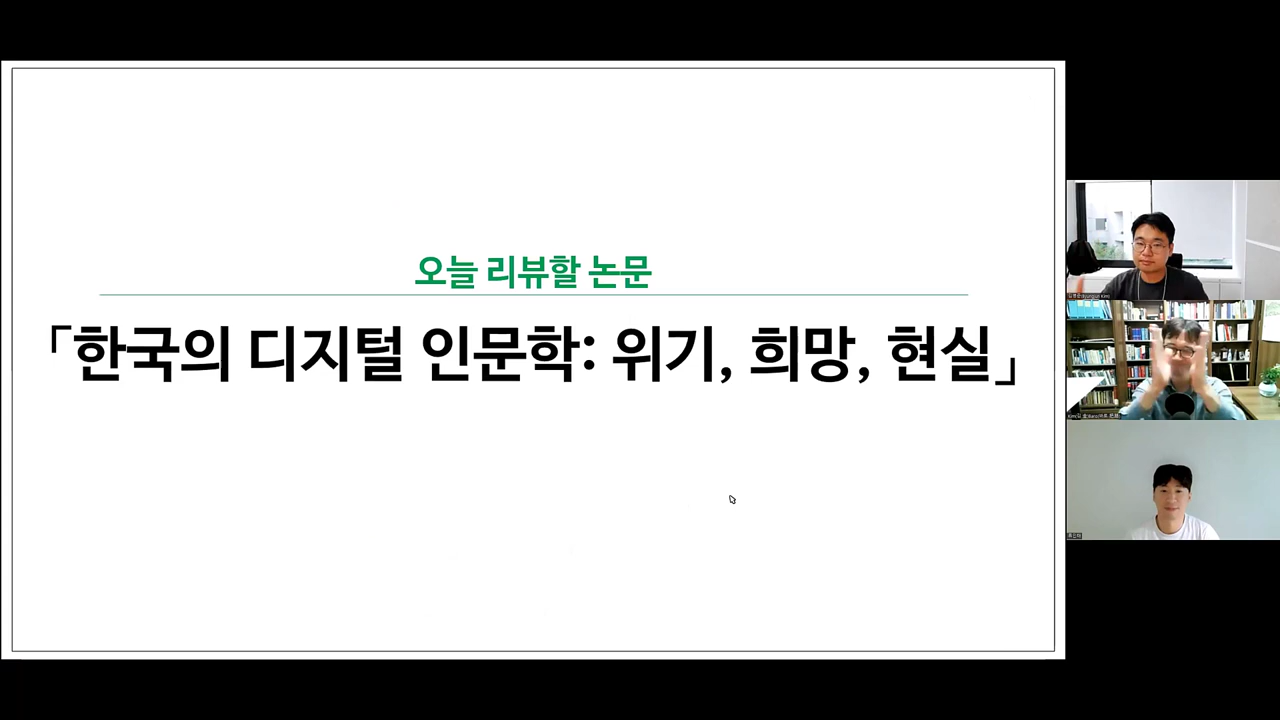 오늘 리뷰할 논문
「한국의 디지털 인문학: 위기, 희망, 현실」